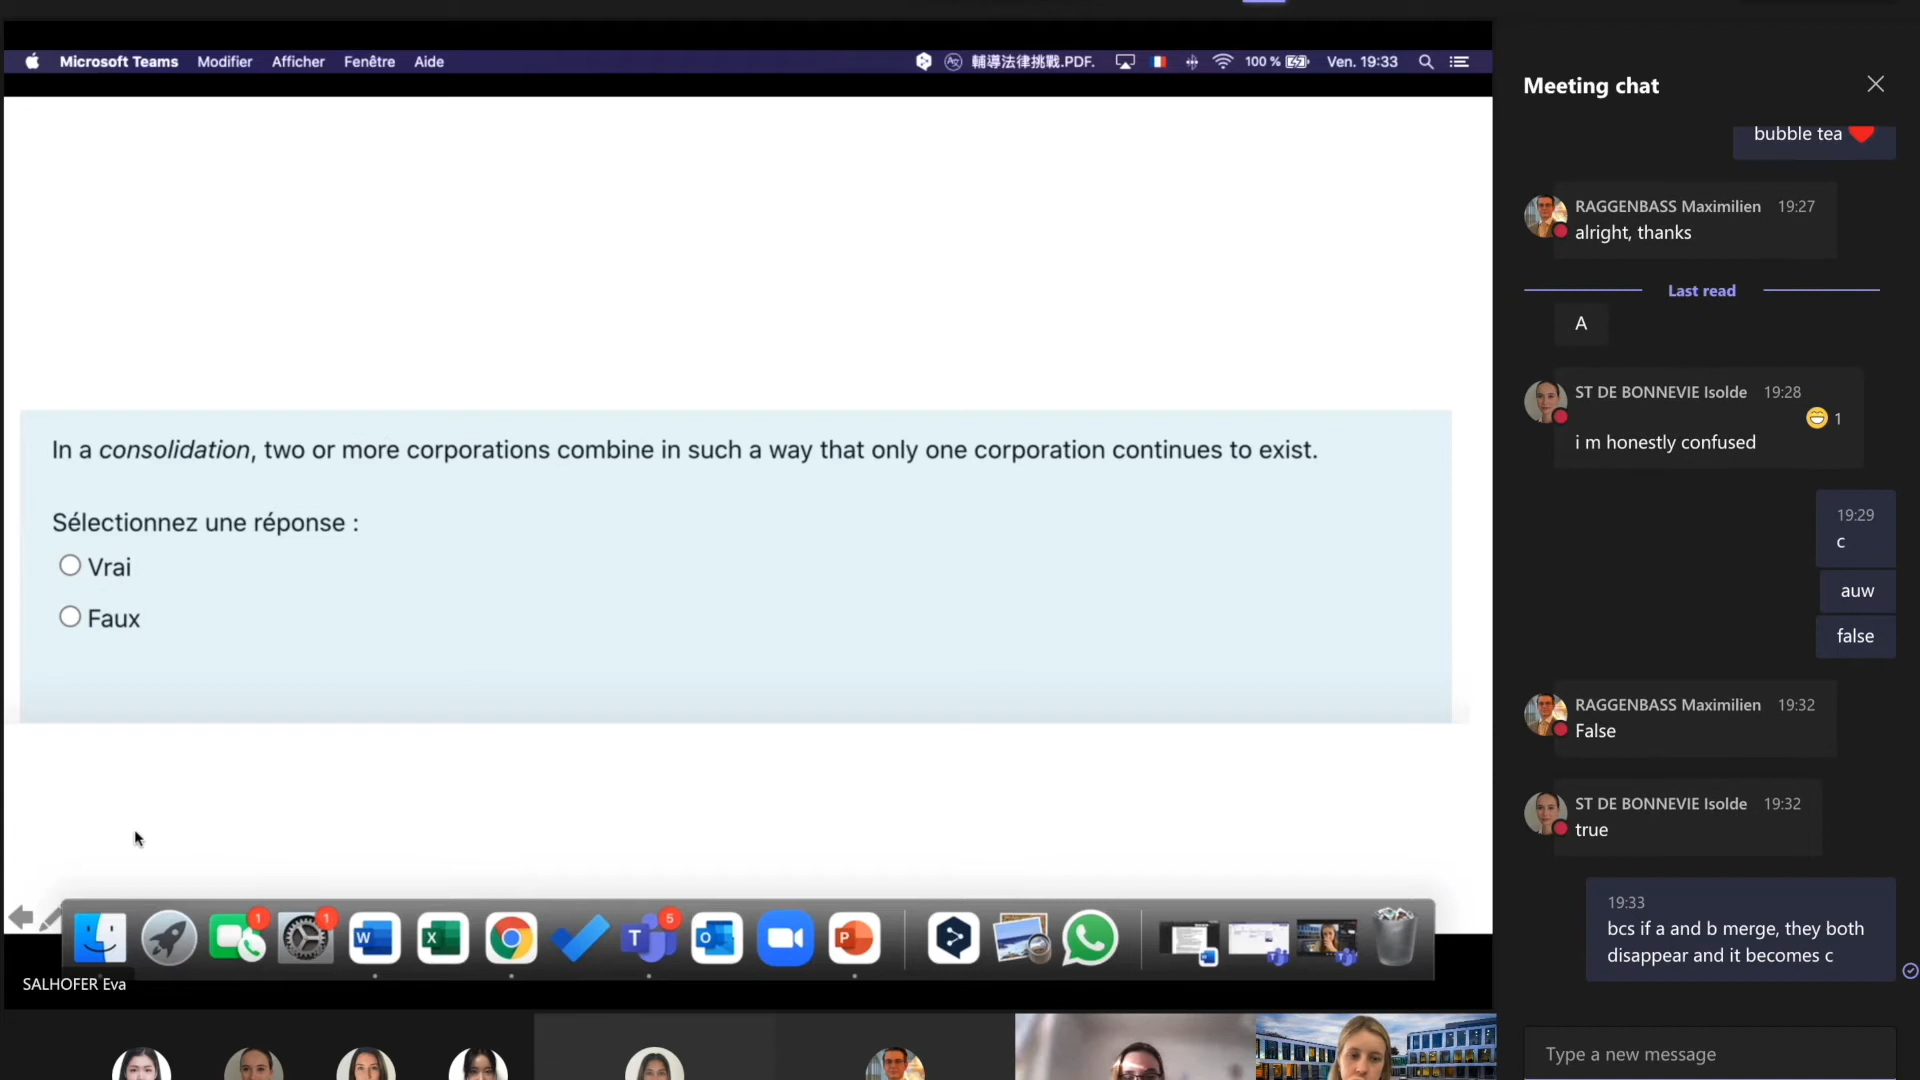 Microsoft Teams Modifier Afficher Fenêtre Aide
輔導法律挑戰.PDF. 100 % Ven. 19:33
In a consolidation, two or more corporations combine in such a way that only one corporation continues to exist.
Sélectionnez une réponse :
Vrai
Faux
1
1
W
X
T
5
O
P
SALHOFER Eva
Meeting chat
bubble tea
RAGGENBASS Maximilien 19:27
alright, thanks
Last read
A
ST DE BONNEVIE Isolde 19:28
1
i m honestly confused
19:29
c
auw
false
RAGGENBASS Maximilien 19:32
False
ST DE BONNEVIE Isolde 19:32
true
19:33
bcs if a and b merge, they both
disappear and it becomes c
Type a new message